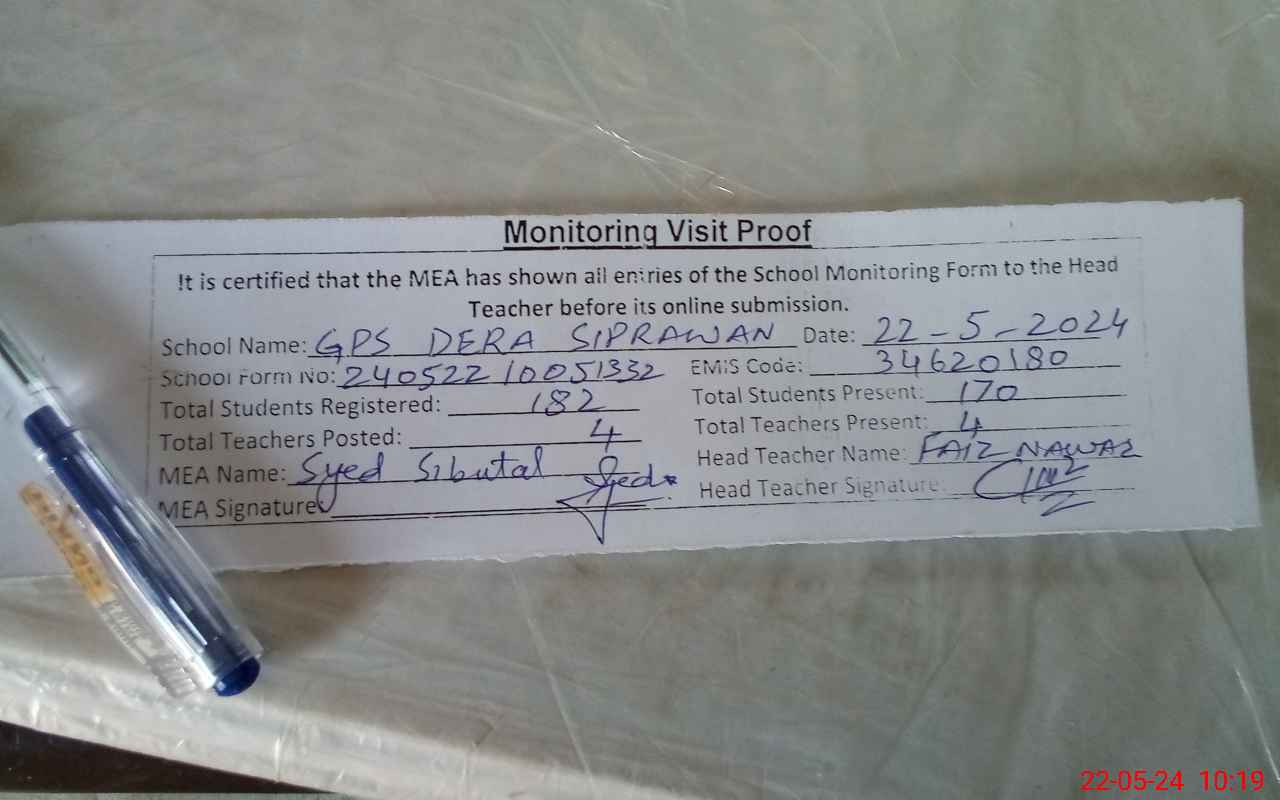 Monitoring Visit Proof
It is certified that the MEA has shown all entries of the School Monitoring Form to the Head
Teacher before its online submission.
School Name: GPS DERA SIPRAWAN Date: 22-5-2024
School Form No: 24052210051332 EMIS Code: 34620180
Total Students Registered: 182 Total Students Present: 170
Total Teachers Posted: 4 Total Teachers Present: 4
MEA Name: Syed Sibutal Head Teacher Name: FAIZ NAWAZ
MEA Signature: Syed Head Teacher Signature:
22-05-24 10:19